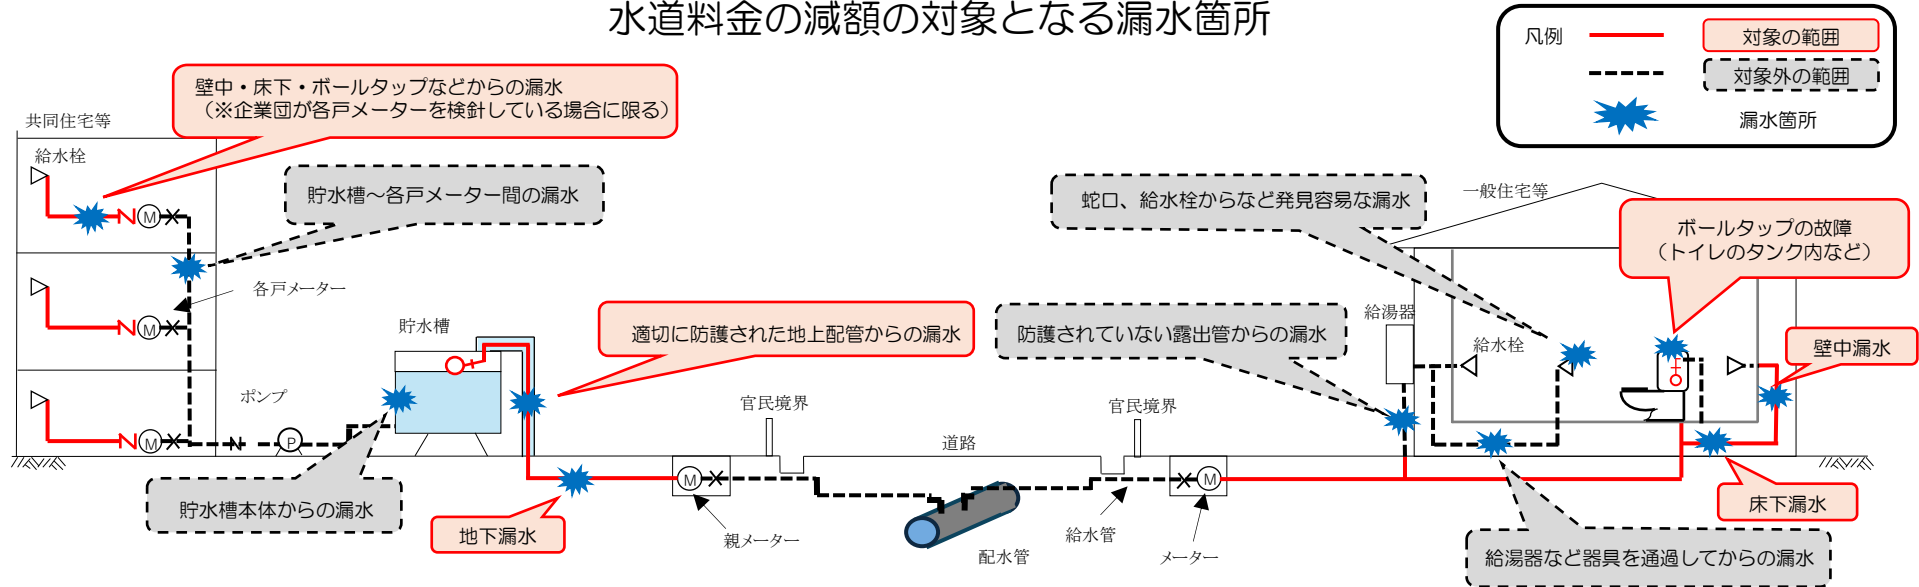 水道料金の減額の対象となる漏水箇所
凡例
対象の範囲
対象外の範囲
漏水箇所
壁中・床下・ボールタップなどからの漏水
(※企業団が各戸メーターを検針している場合に限る)
共同住宅等
給水栓
M
貯水槽～各戸メーター間の漏水
各戸メーター
M
M
ポンプ
P
貯水槽
貯水槽本体からの漏水
適切に防護された地上配管からの漏水
地下漏水
M
親メーター
官民境界
道路
配水管
官民境界
給水管
M
メーター
蛇口、給水栓からなど発見容易な漏水
防護されていない露出管からの漏水
一般住宅等
給湯器
給水栓
ボールタップの故障
(トイレのタンク内など)
壁中漏水
床下漏水
給湯器など器具を通過してからの漏水